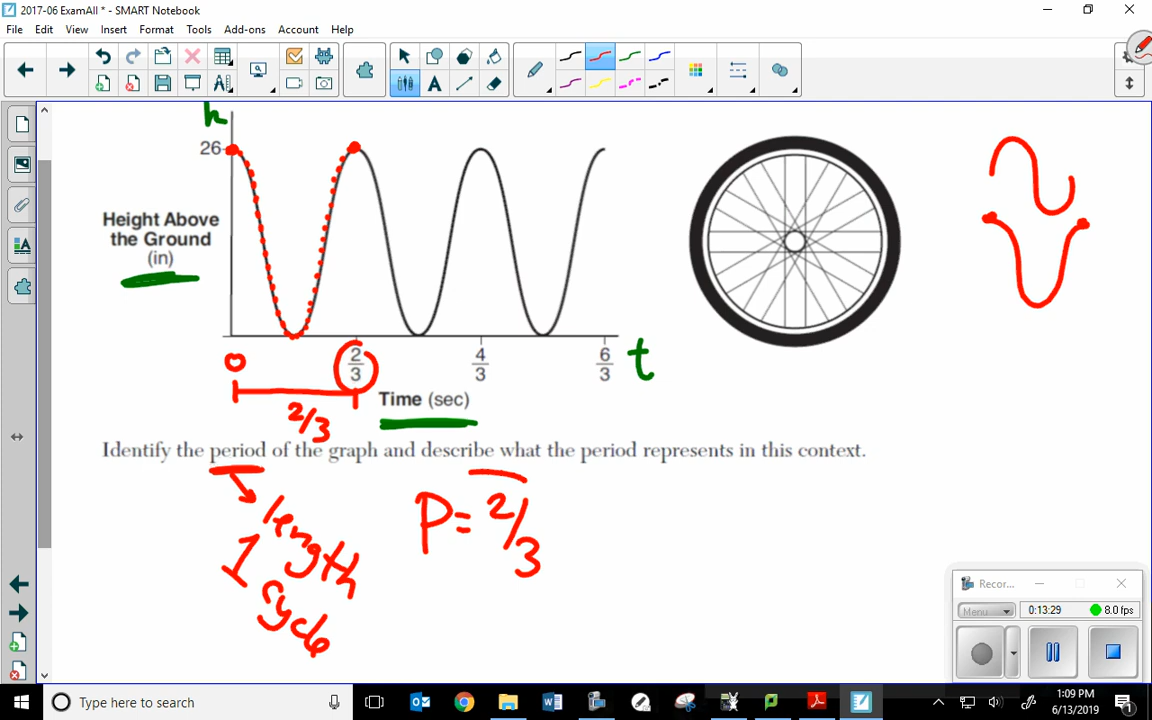 2017-06 ExamAll * - SMART Notebook
File Edit View Insert Format Tools Add-ons Account Help
h
26
Height Above
the Ground
(in)
0
2/3
4/3
6/3
t
2/3
Time (sec)
Identify the period of the graph and describe what the period represents in this context.
length
1
cycle
P = 2/3
Recor...
Menu
0:13:29
8.0 fps
Type here to search
1:09 PM
6/13/2019
1